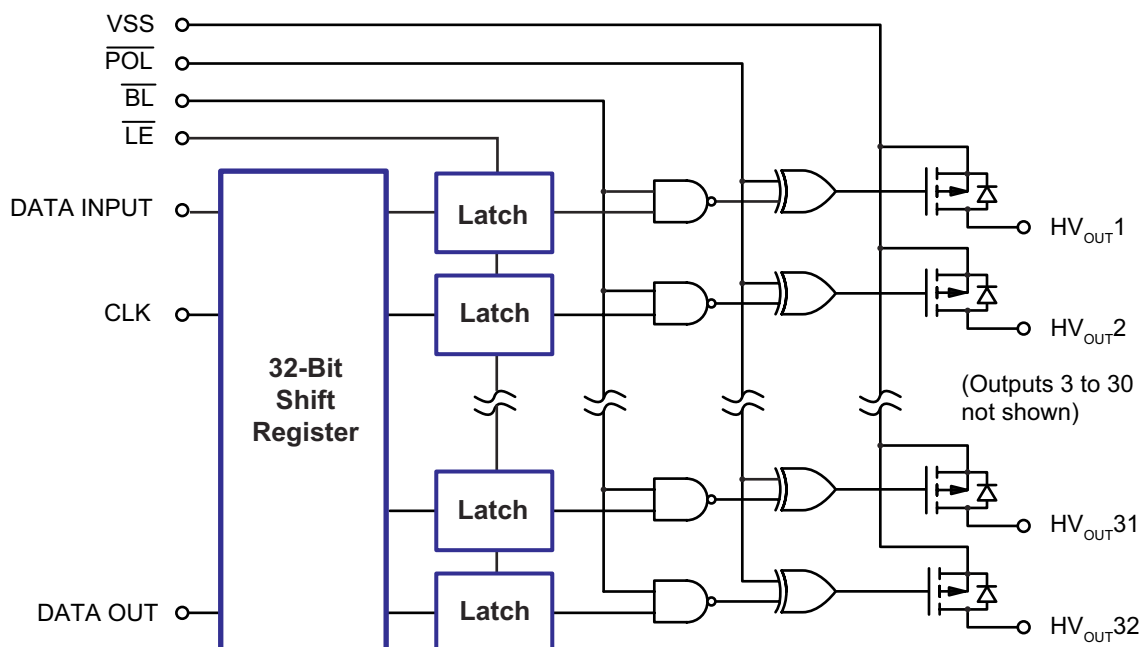 VSS
POL
BL
LE
DATA INPUT
Latch
HVOUT1
CLK
Latch
HVOUT2
32-Bit
Shift
Register
(Outputs 3 to 30
not shown)
Latch
HVOUT31
DATA OUT
Latch
HVOUT32